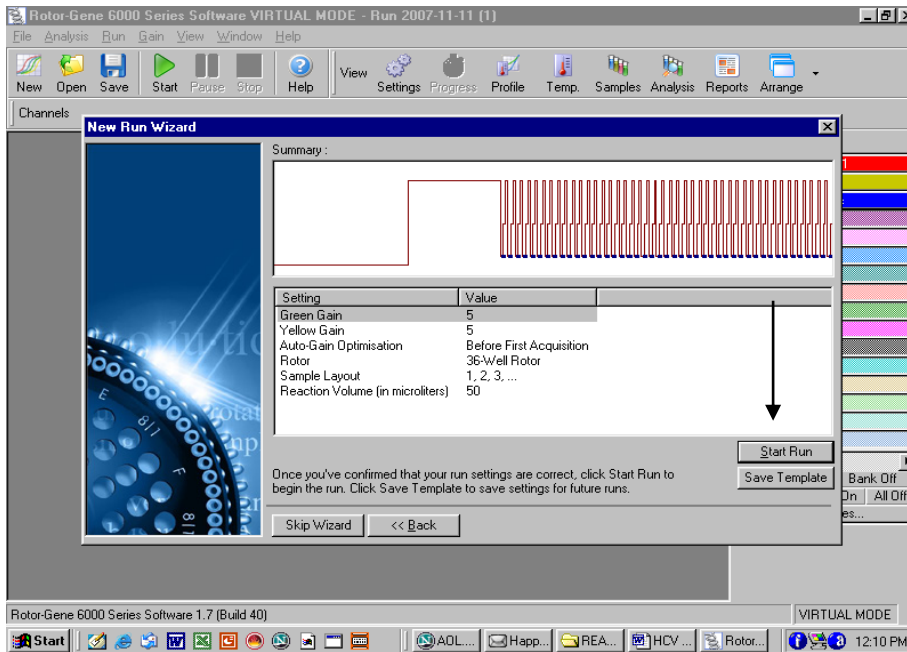 Rotor-Gene 6000 Series Software VIRTUAL MODE - Run 2007-11-11 (1)
File Analysis Run Gain View Window Help
New Open Save Start Pause Stop Help View Settings Progress Profile Temp. Samples Analysis Reports Arrange
Channels
New Run Wizard
Summary :
Setting Value
Green Gain 5
Yellow Gain 5
Auto-Gain Optimisation Before First Acquisition
Rotor 36-Well Rotor
Sample Layout 1, 2, 3, ...
Reaction Volume (in microliters) 50
Start Run
Once you've confirmed that your run settings are correct, click Start Run to
begin the run. Click Save Template to save settings for future runs.
Save Template
Bank Off
On All Off
es...
Skip Wizard << Back
Rotor-Gene 6000 Series Software 1.7 (Build 40) VIRTUAL MODE
Start AOL... Happ... REA... HCV ... Rotor... 12:10 PM